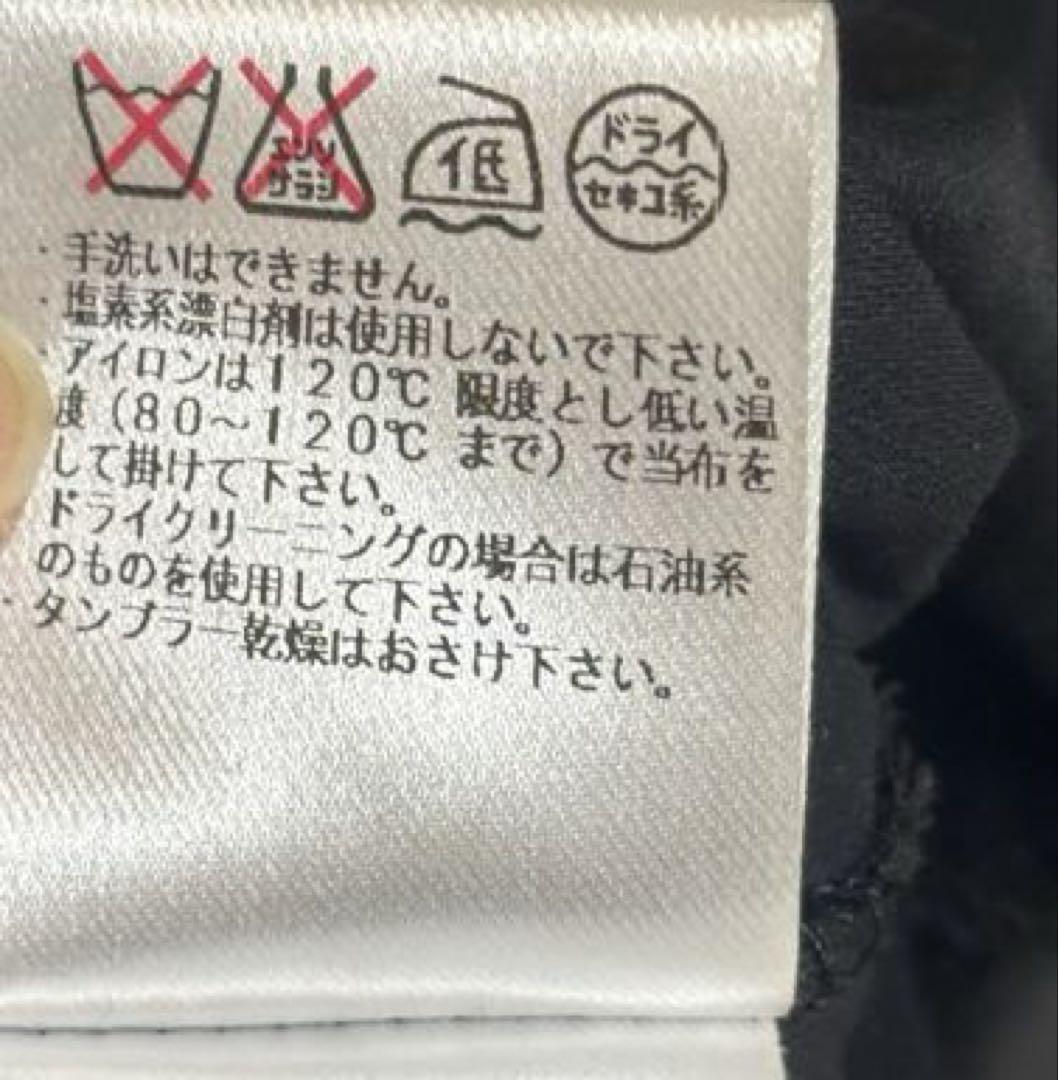 エンソ
サラシ
低
ドライ
セキユ系
・手洗いはできません。
・塩素系漂白剤は使用しないで下さい。
・アイロンは120℃ 限度とし低い温
度(80〜120℃ まで)で当布を
して掛けて下さい。
ドライクリーニングの場合は石油系
のものを使用して下さい。
・タンブラー乾燥はおさけ下さい。